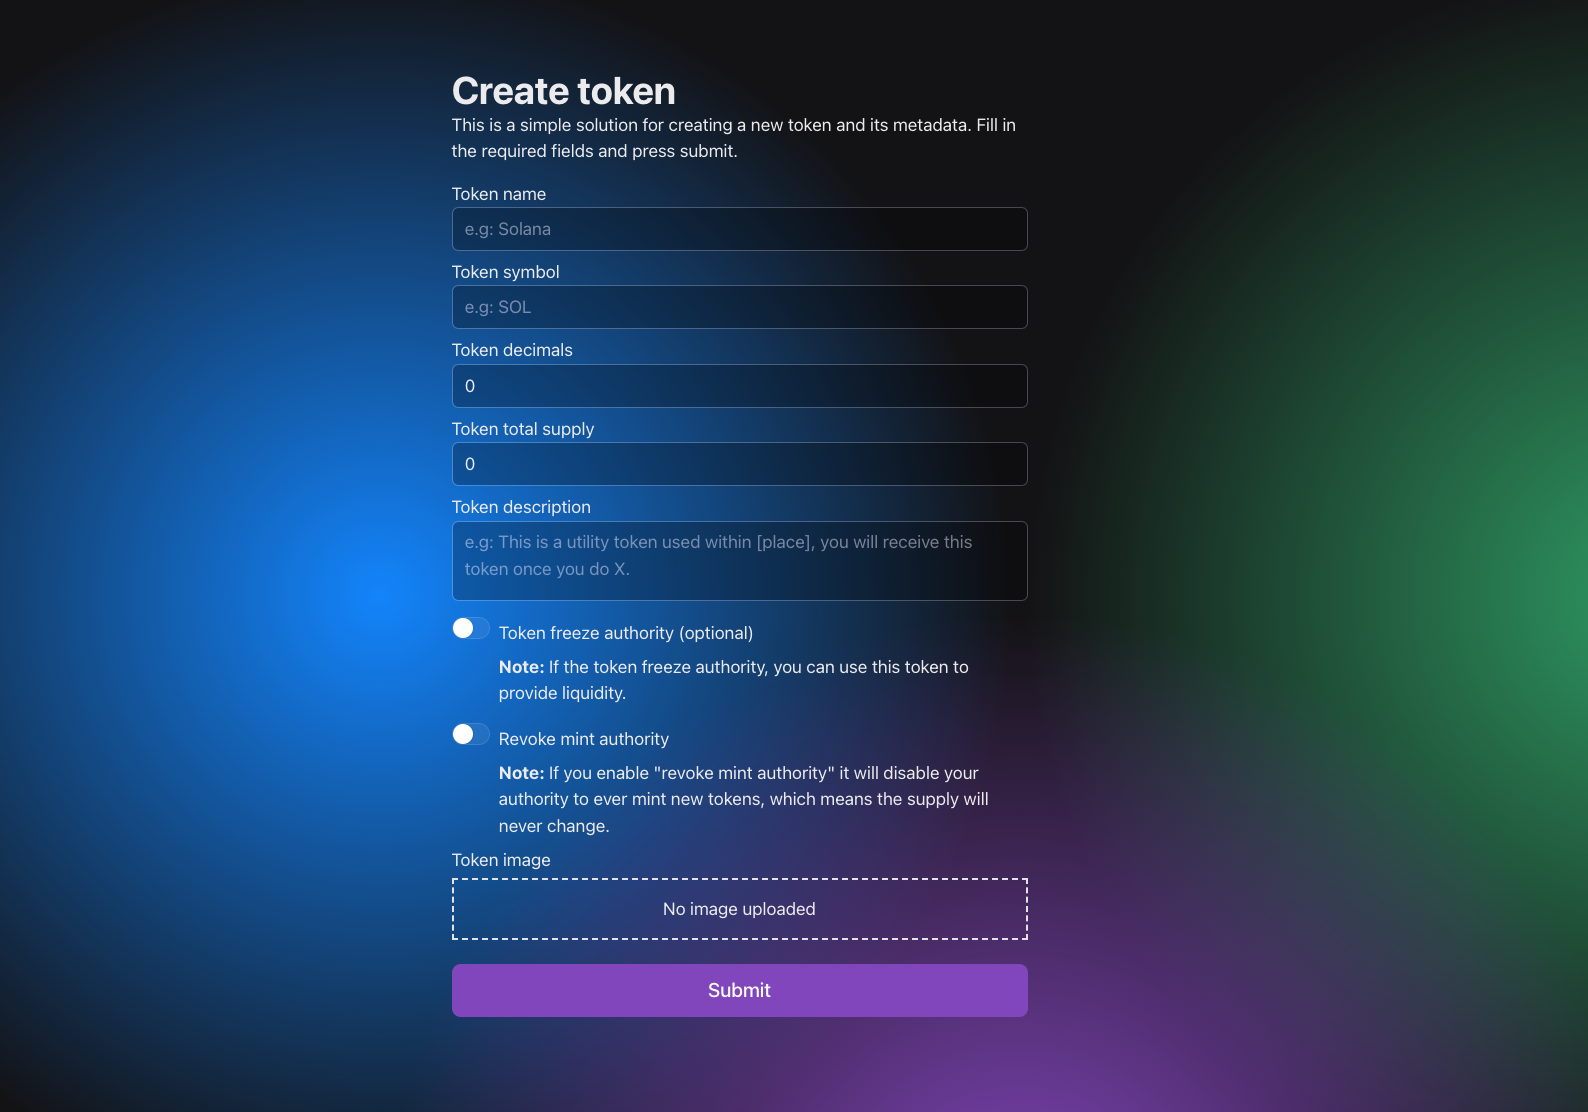 Create token
This is a simple solution for creating a new token and its metadata. Fill in
the required fields and press submit.
Token name
e.g: Solana
Token symbol
e.g: SOL
Token decimals
0
Token total supply
0
Token description
e.g: This is a utility token used within [place], you will receive this
token once you do X.
Token freeze authority (optional)
Note: If the token freeze authority, you can use this token to
provide liquidity.
Revoke mint authority
Note: If you enable "revoke mint authority" it will disable your
authority to ever mint new tokens, which means the supply will
never change.
Token image
No image uploaded
Submit